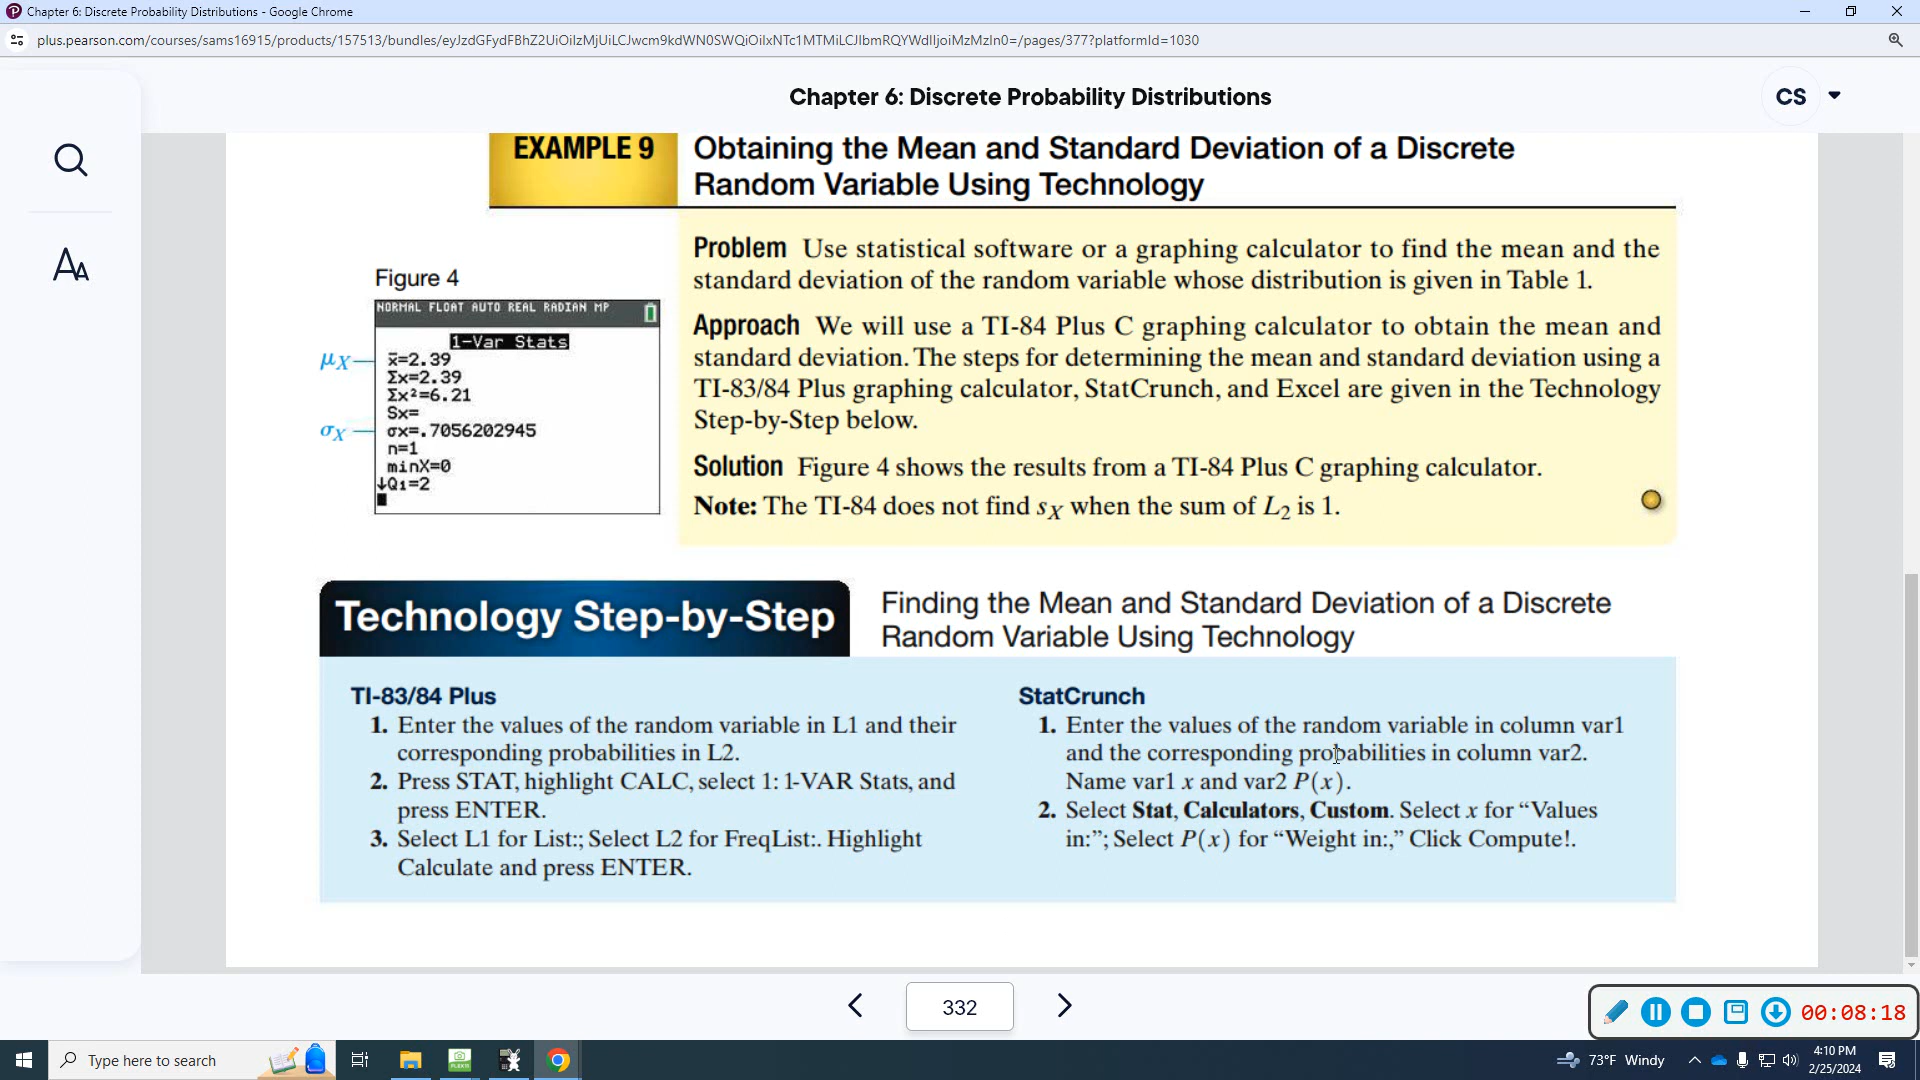 Chapter 6: Discrete Probability Distributions - Google Chrome
Chapter 6: Discrete Probability Distributions
CS
EXAMPLE 9
Obtaining the Mean and Standard Deviation of a Discrete
Random Variable Using Technology
Problem Use statistical software or a graphing calculator to find the mean and the
standard deviation of the random variable whose distribution is given in Table 1.
Approach We will use a TI-84 Plus C graphing calculator to obtain the mean and
standard deviation. The steps for determining the mean and standard deviation using a
TI-83/84 Plus graphing calculator, StatCrunch, and Excel are given in the Technology
Step-by-Step below.
Solution Figure 4 shows the results from a TI-84 Plus C graphing calculator.
Note: The TI-84 does not find sX when the sum of L2 is 1.
Figure 4
NORMAL FLOAT AUTO REAL RADIAN MP
1-Var Stats
μX
x̄=2.39
Σx=2.39
Σx²=6.21
Sx=
σX
σx=.7056202945
n=1
minX=0
↓Q1=2
Technology Step-by-Step
Finding the Mean and Standard Deviation of a Discrete
Random Variable Using Technology
TI-83/84 Plus
1. Enter the values of the random variable in L1 and their
corresponding probabilities in L2.
2. Press STAT, highlight CALC, select 1: 1-VAR Stats, and
press ENTER.
3. Select L1 for List:; Select L2 for FreqList:. Highlight
Calculate and press ENTER.
StatCrunch
1. Enter the values of the random variable in column var1
and the corresponding probabilities in column var2.
Name var1 x and var2 P(x).
2. Select Stat, Calculators, Custom. Select x for “Values
in:”; Select P(x) for “Weight in:,” Click Compute!.
332
00:08:18
Type here to search
73°F Windy
4:10 PM
2/25/2024